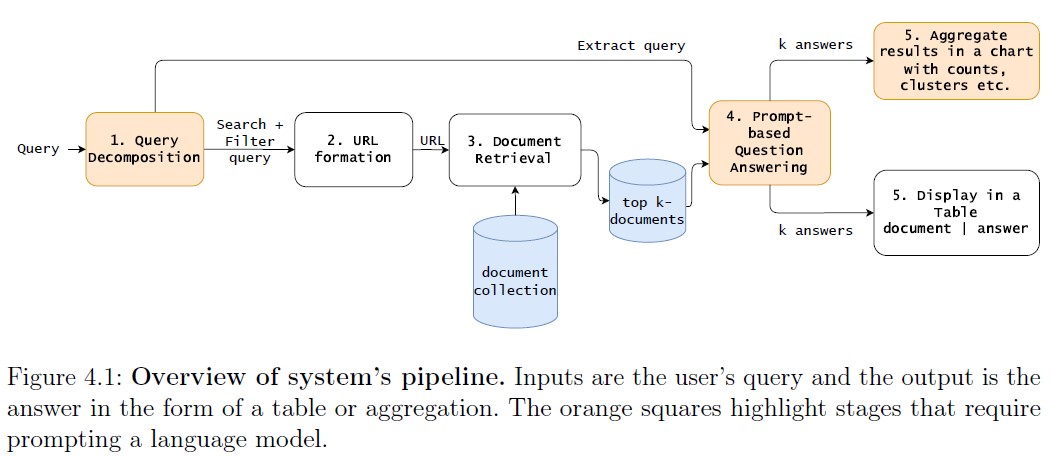 Extract query
k answers
5. Aggregate
results in a chart
with counts,
clusters etc.
Query
1. Query
Decomposition
Search +
Filter
query
2. URL
formation
URL
3. Document
Retrieval
top k-
documents
document
collection
4. Prompt-
based
Question
Answering
k answers
5. Display in a
Table
document | answer
Figure 4.1: Overview of system's pipeline. Inputs are the user's query and the output is the
answer in the form of a table or aggregation. The orange squares highlight stages that require
prompting a language model.